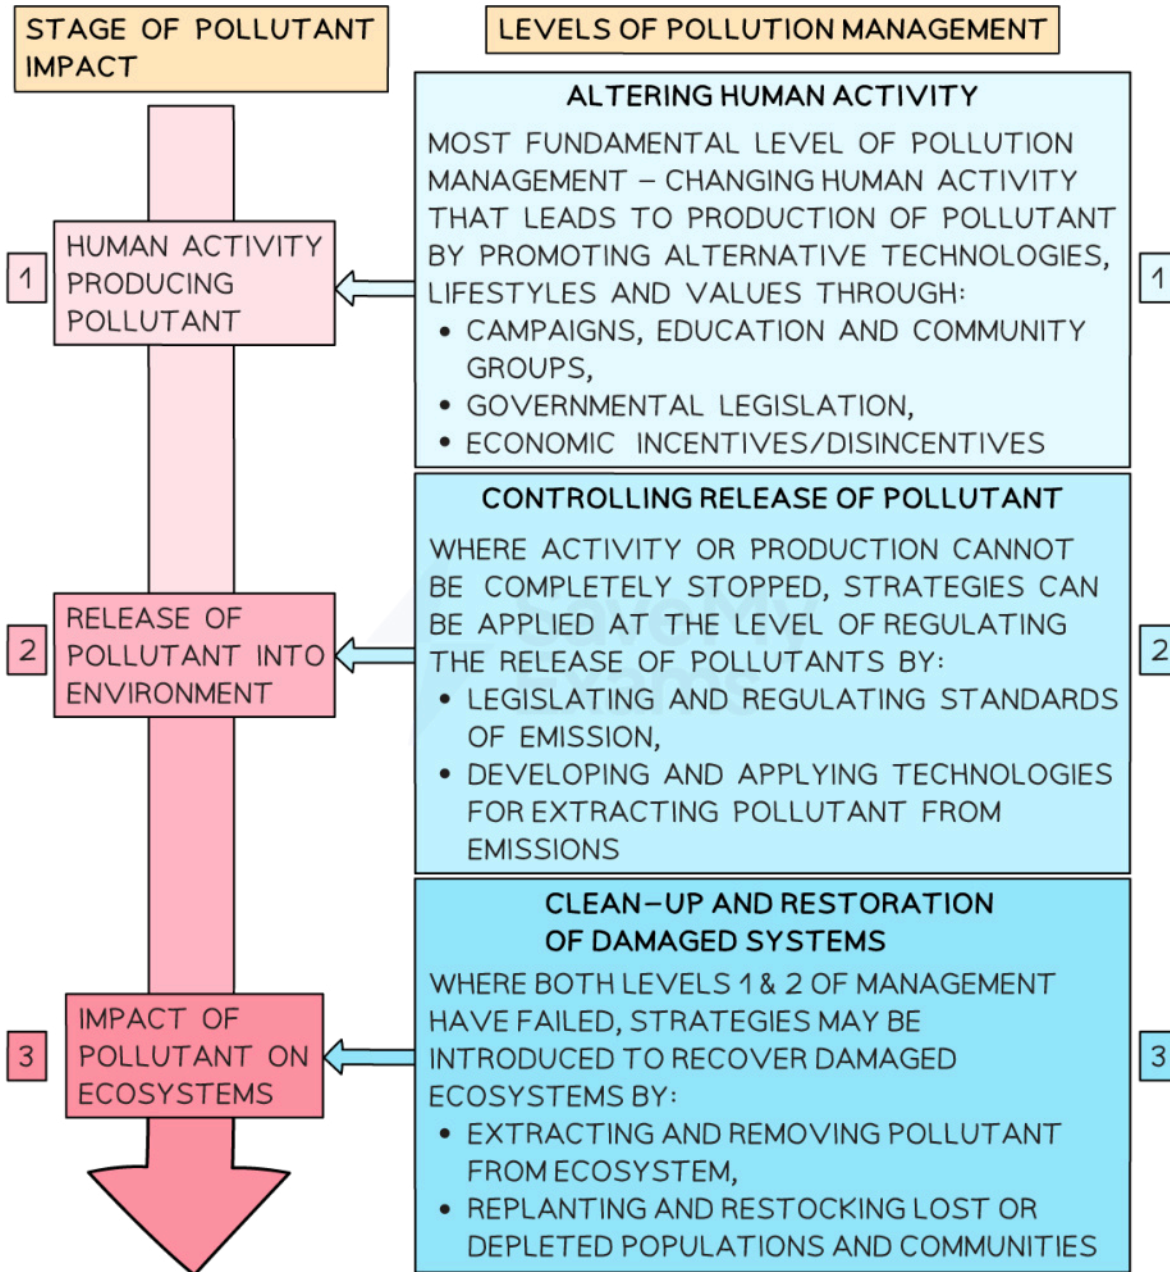 STAGE OF POLLUTANT
IMPACT
LEVELS OF POLLUTION MANAGEMENT
1
HUMAN ACTIVITY
PRODUCING
POLLUTANT
ALTERING HUMAN ACTIVITY
MOST FUNDAMENTAL LEVEL OF POLLUTION
MANAGEMENT – CHANGING HUMAN ACTIVITY
THAT LEADS TO PRODUCTION OF POLLUTANT
BY PROMOTING ALTERNATIVE TECHNOLOGIES,
LIFESTYLES AND VALUES THROUGH:
• CAMPAIGNS, EDUCATION AND COMMUNITY
GROUPS,
• GOVERNMENTAL LEGISLATION,
• ECONOMIC INCENTIVES/DISINCENTIVES
1
2
RELEASE OF
POLLUTANT INTO
ENVIRONMENT
CONTROLLING RELEASE OF POLLUTANT
WHERE ACTIVITY OR PRODUCTION CANNOT
BE COMPLETELY STOPPED, STRATEGIES CAN
BE APPLIED AT THE LEVEL OF REGULATING
THE RELEASE OF POLLUTANTS BY:
• LEGISLATING AND REGULATING STANDARDS
OF EMISSION,
• DEVELOPING AND APPLYING TECHNOLOGIES
FOR EXTRACTING POLLUTANT FROM
EMISSIONS
2
SaveMy
Exams
3
IMPACT OF
POLLUTANT ON
ECOSYSTEMS
CLEAN–UP AND RESTORATION
OF DAMAGED SYSTEMS
WHERE BOTH LEVELS 1 & 2 OF MANAGEMENT
HAVE FAILED, STRATEGIES MAY BE
INTRODUCED TO RECOVER DAMAGED
ECOSYSTEMS BY:
• EXTRACTING AND REMOVING POLLUTANT
FROM ECOSYSTEM,
• REPLANTING AND RESTOCKING LOST OR
DEPLETED POPULATIONS AND COMMUNITIES
3